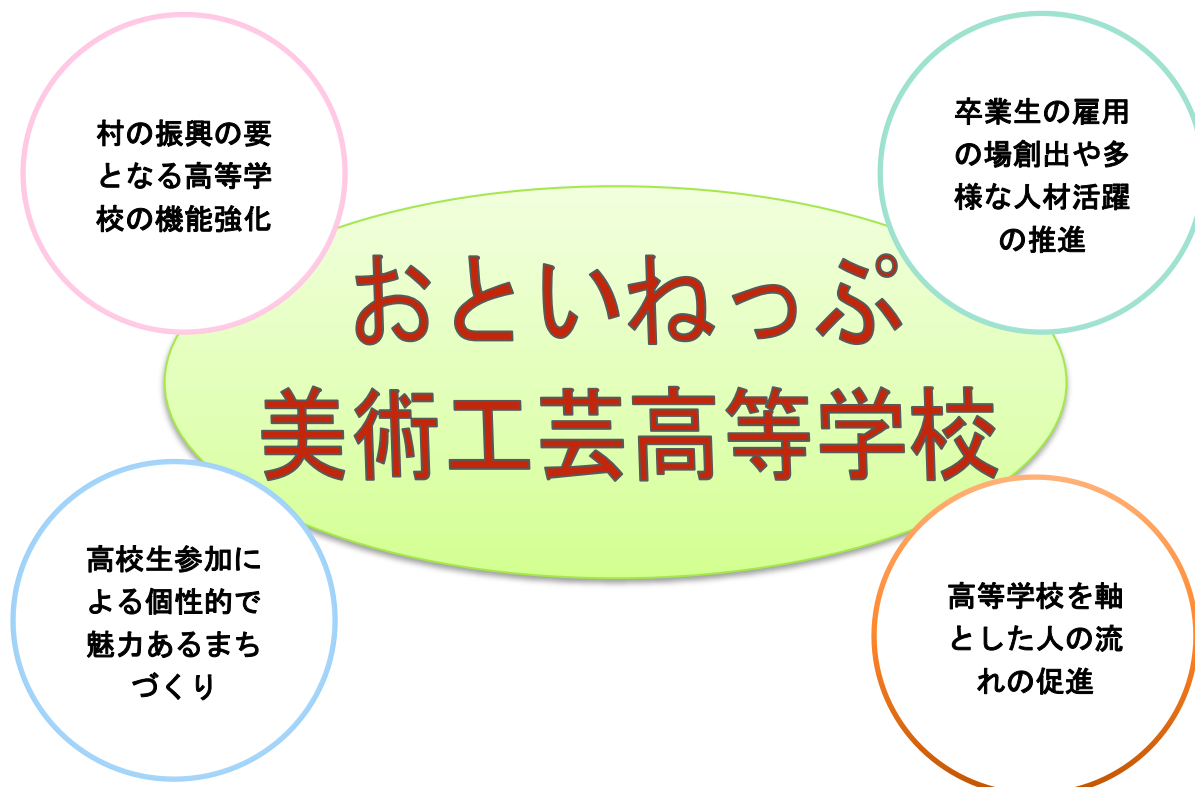 村の振興の要
となる高等学
校の機能強化
卒業生の雇用
の場創出や多
様な人材活躍
の推進
おといねっぷ
美術工芸高等学校
高校生参加に
よる個性的で
魅力あるまち
づくり
高等学校を軸
とした人の流
れの促進